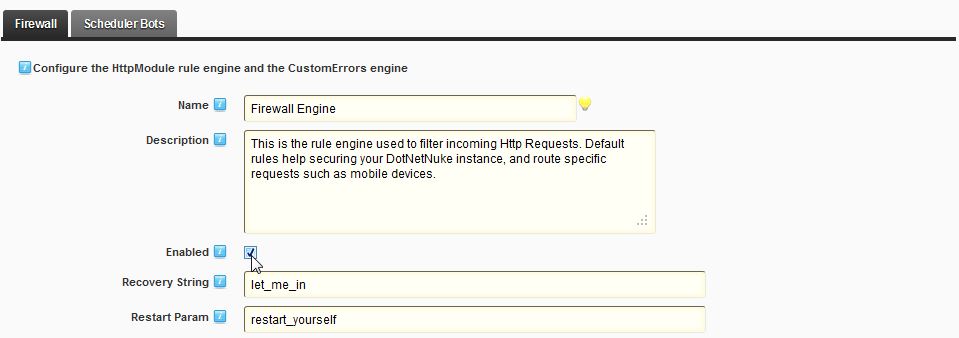 Firewall Scheduler Bots
Configure the HttpModule rule engine and the CustomErrors engine
Name Firewall Engine
Description This is the rule engine used to filter incoming Http Requests. Default
rules help securing your DotNetNuke instance, and route specific
requests such as mobile devices.
Enabled
Recovery String let_me_in
Restart Param restart_yourself